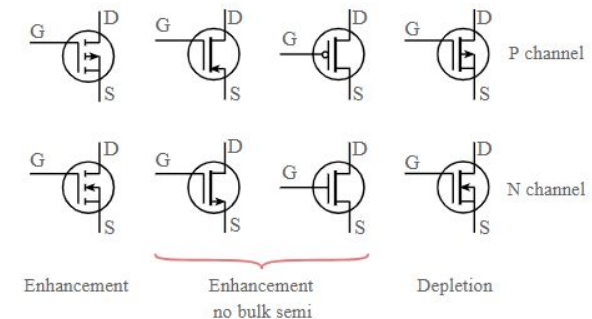 D D D D
G G G G
P channel
S S S S
D D D D
G G G G
N channel
S S S S
Enhancement Enhancement Depletion
no bulk semi